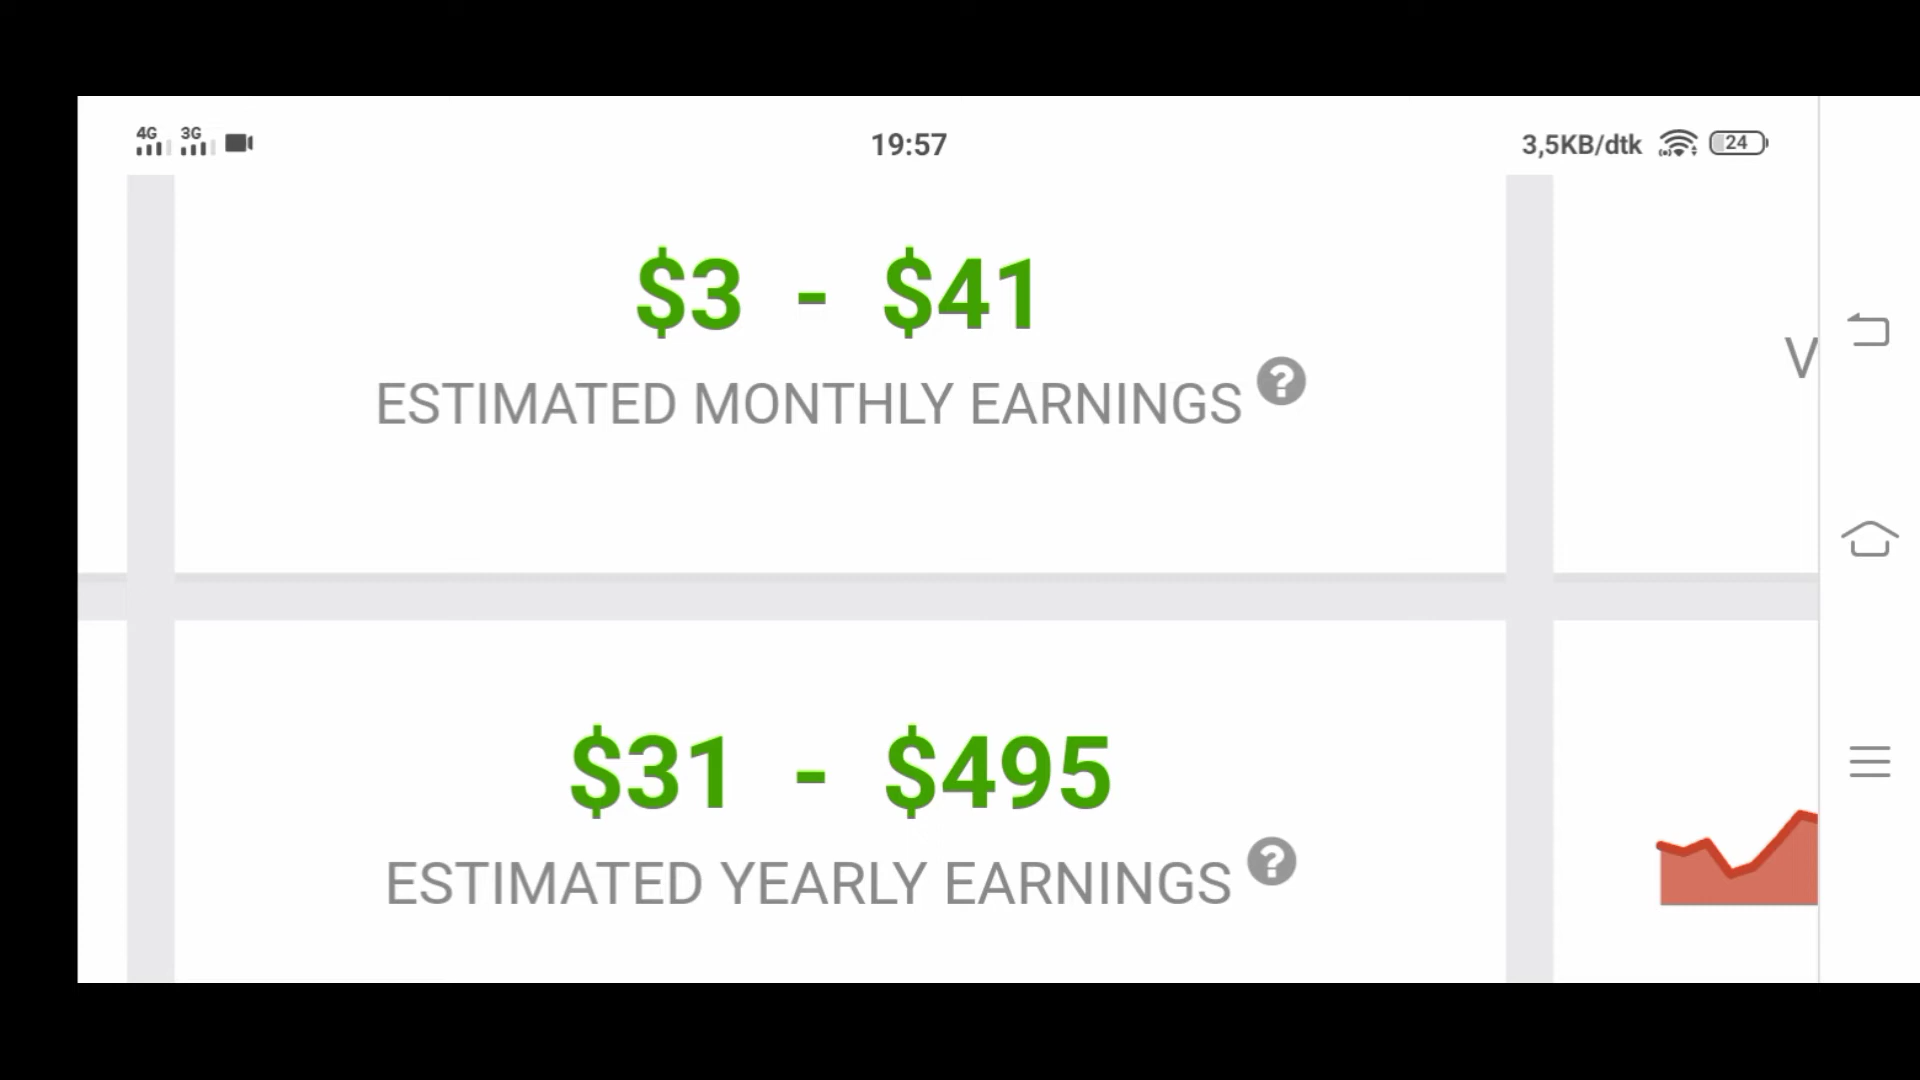 4G 3G 19:57 3,5KB/dtk 24
$3 - $41
ESTIMATED MONTHLY EARNINGS ?
V
$31 - $495
ESTIMATED YEARLY EARNINGS ?